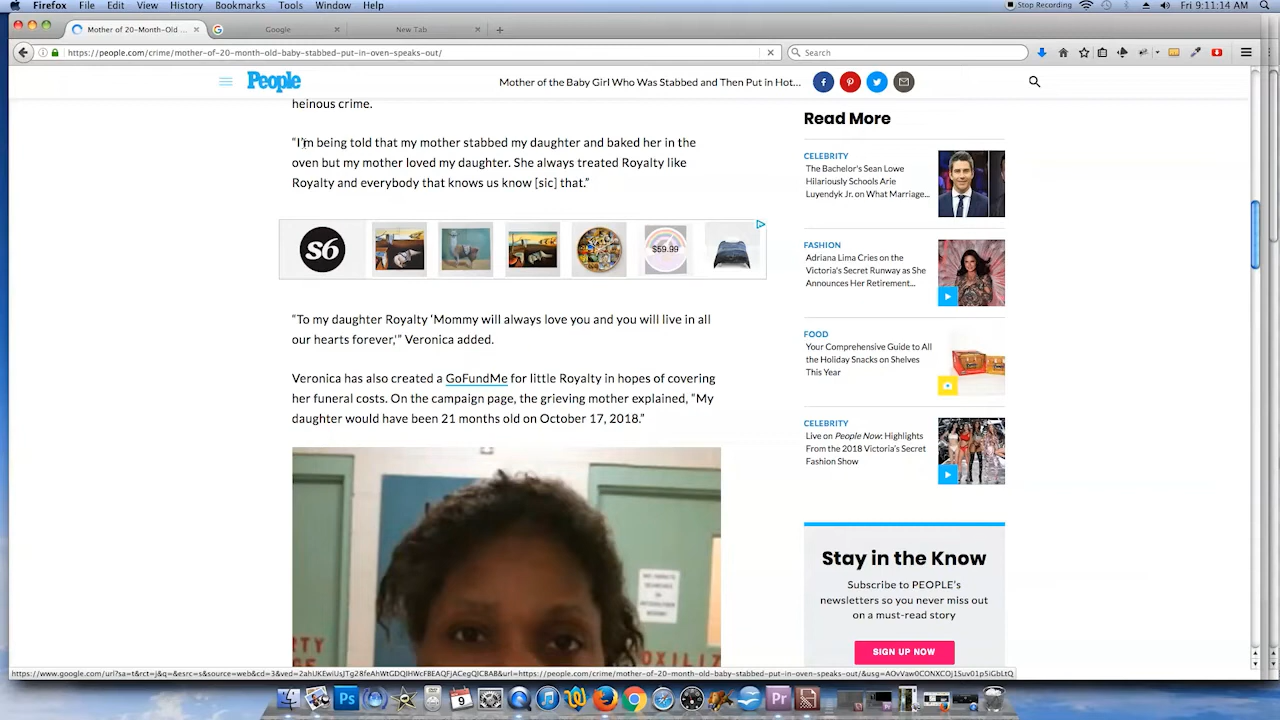 Firefox File Edit View History Bookmarks Tools Window Help
Stop Recording Fri 9:11:14 AM
Mother of 20-Month-Old ... Google New Tab
https://people.com/crime/mother-of-20-month-old-baby-stabbed-put-in-oven-speaks-out/
Search
People
Mother of the Baby Girl Who Was Stabbed and Then Put in Hot...
heinous crime.
“I’m being told that my mother stabbed my daughter and baked her in the
oven but my mother loved my daughter. She always treated Royalty like
Royalty and everybody that knows us know [sic] that.”
s6
$59.99
“To my daughter Royalty ‘Mommy will always love you and you will live in all
our hearts forever,’” Veronica added.
Veronica has also created a GoFundMe for little Royalty in hopes of covering
her funeral costs. On the campaign page, the grieving mother explained, “My
daughter would have been 21 months old on October 17, 2018.”
Read More
CELEBRITY
The Bachelor's Sean Lowe
Hilariously Schools Arie
Luyendyk Jr. on What Marriage...
FASHION
Adriana Lima Cries on the
Victoria's Secret Runway as She
Announces Her Retirement...
FOOD
Your Comprehensive Guide to All
the Holiday Snacks on Shelves
This Year
CELEBRITY
Live on People Now: Highlights
From the 2018 Victoria's Secret
Fashion Show
Stay in the Know
Subscribe to PEOPLE's
newsletters so you never miss out
on a must-read story
SIGN UP NOW
Ps
9
Pr